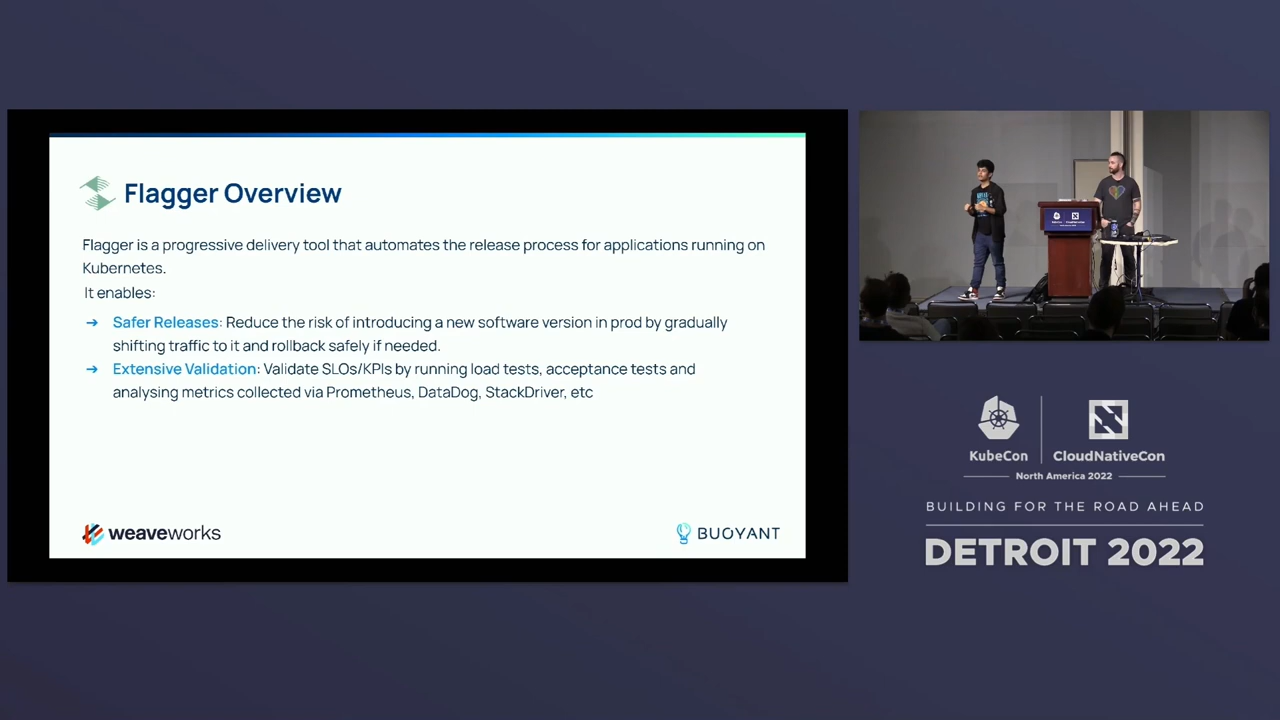 Flagger Overview
Flagger is a progressive delivery tool that automates the release process for applications running on
Kubernetes.
It enables:
➔ Safer Releases: Reduce the risk of introducing a new software version in prod by gradually
shifting traffic to it and rollback safely if needed.
➔ Extensive Validation: Validate SLOs/KPIs by running load tests, acceptance tests and
analysing metrics collected via Prometheus, DataDog, StackDriver, etc
weaveworks
BUOYANT
KubeCon
CloudNativeCon
North America 2022
BUILDING FOR THE ROAD AHEAD
DETROIT 2022